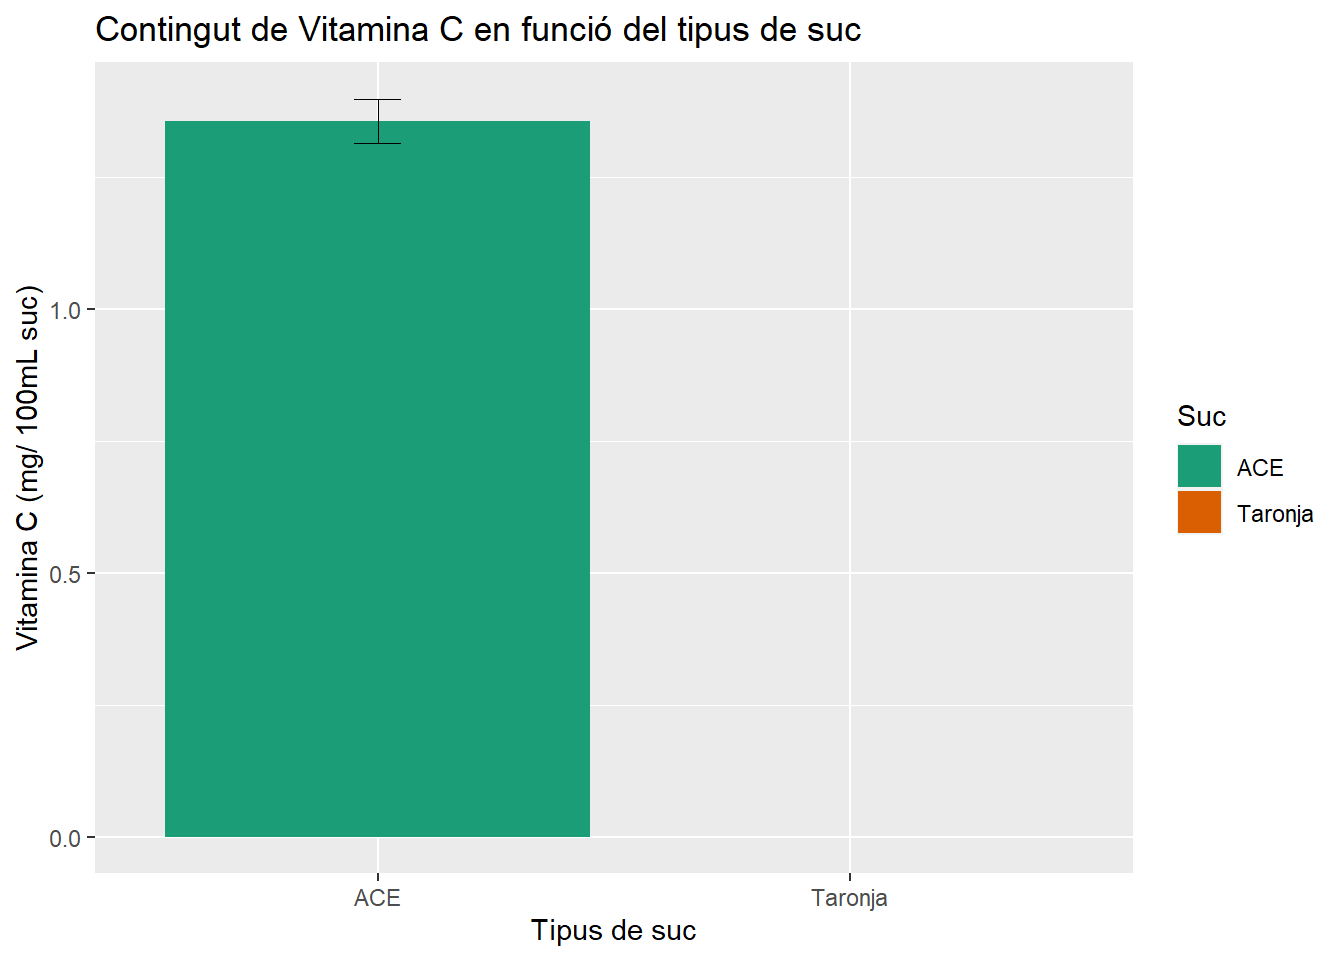 Contingut de Vitamina C en funció del tipus de suc
Vitamina C (mg/ 100mL suc)
1.0
0.5
0.0
ACE
Taronja
Tipus de suc
Suc
ACE
Taronja